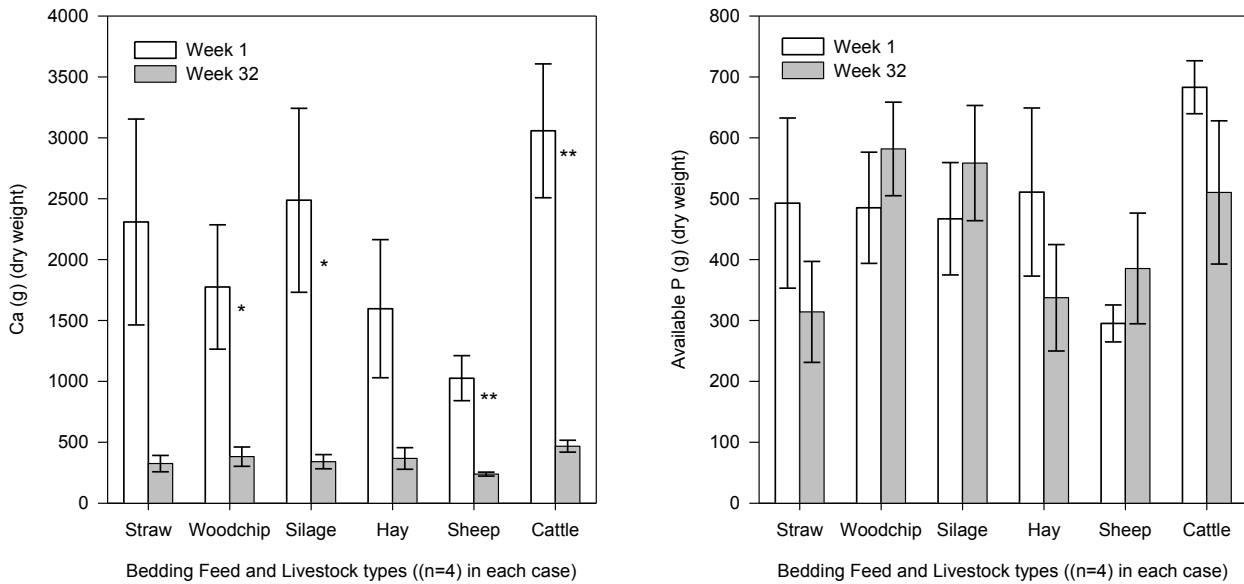 4000
3500
3000
2500
2000
1500
1000
500
0
Ca (g) (dry weight)
Week 1
Week 32
*
*
**
**
Straw Woodchip Silage Hay Sheep Cattle
Bedding Feed and Livestock types ((n=4) in each case)
800
700
600
500
400
300
200
100
0
Available P (g) (dry weight)
Week 1
Week 32
Straw Woodchip Silage Hay Sheep Cattle
Bedding Feed and Livestock types ((n=4) in each case)